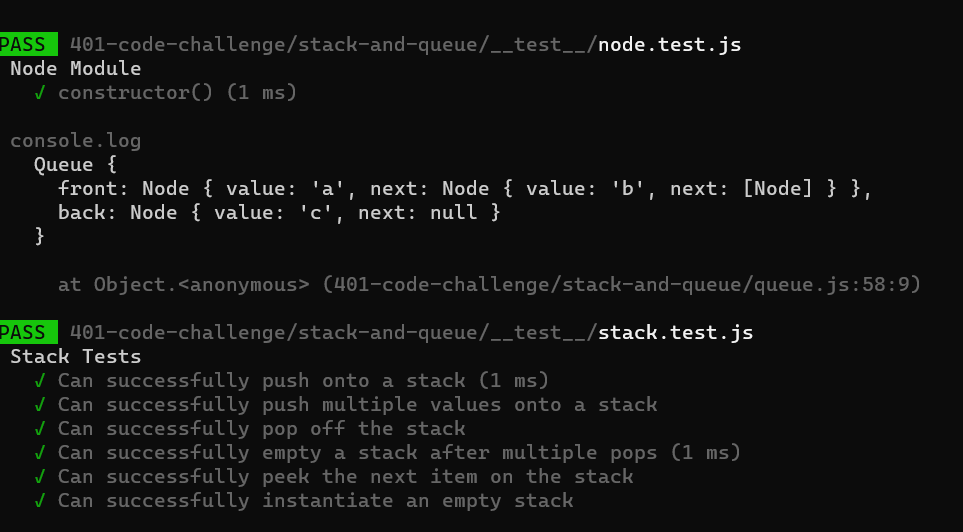 PASS 401-code-challenge/stack-and-queue/__test__/node.test.js
Node Module
√ constructor() (1 ms)
console.log
Queue {
front: Node { value: 'a', next: Node { value: 'b', next: [Node] } },
back: Node { value: 'c', next: null }
}
at Object.<anonymous> (401-code-challenge/stack-and-queue/queue.js:58:9)
PASS 401-code-challenge/stack-and-queue/__test__/stack.test.js
Stack Tests
√ Can successfully push onto a stack (1 ms)
√ Can successfully push multiple values onto a stack
√ Can successfully pop off the stack
√ Can successfully empty a stack after multiple pops (1 ms)
√ Can successfully peek the next item on the stack
√ Can successfully instantiate an empty stack